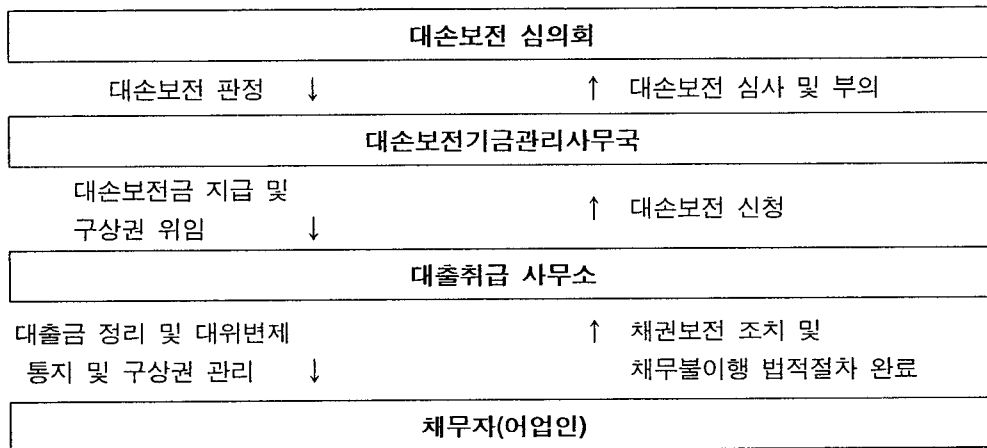 대손보전 심의회
대손보전 판정 ↓ ↑ 대손보전 심사 및 부의
대손보전기금관리사무국
대손보전금 지급 및
구상권 위임 ↓ ↑ 대손보전 신청
대출취급 사무소
대출금 정리 및 대위변제 ↑ 채권보전 조치 및
통지 및 구상권 관리 ↓ 채무불이행 법적절차 완료
채무자(어업인)